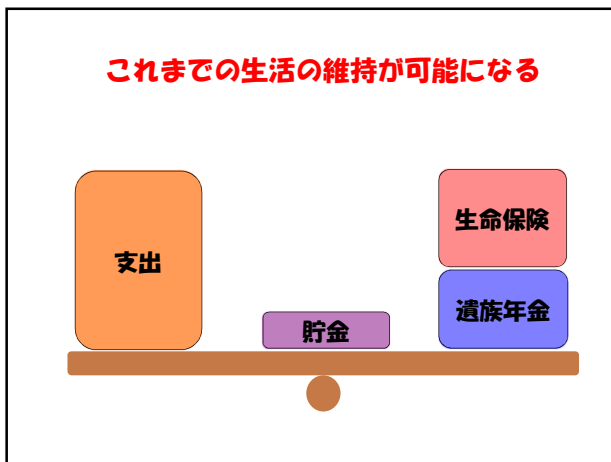 これまでの生活の維持が可能になる
支出
貯金
生命保険
遺族年金